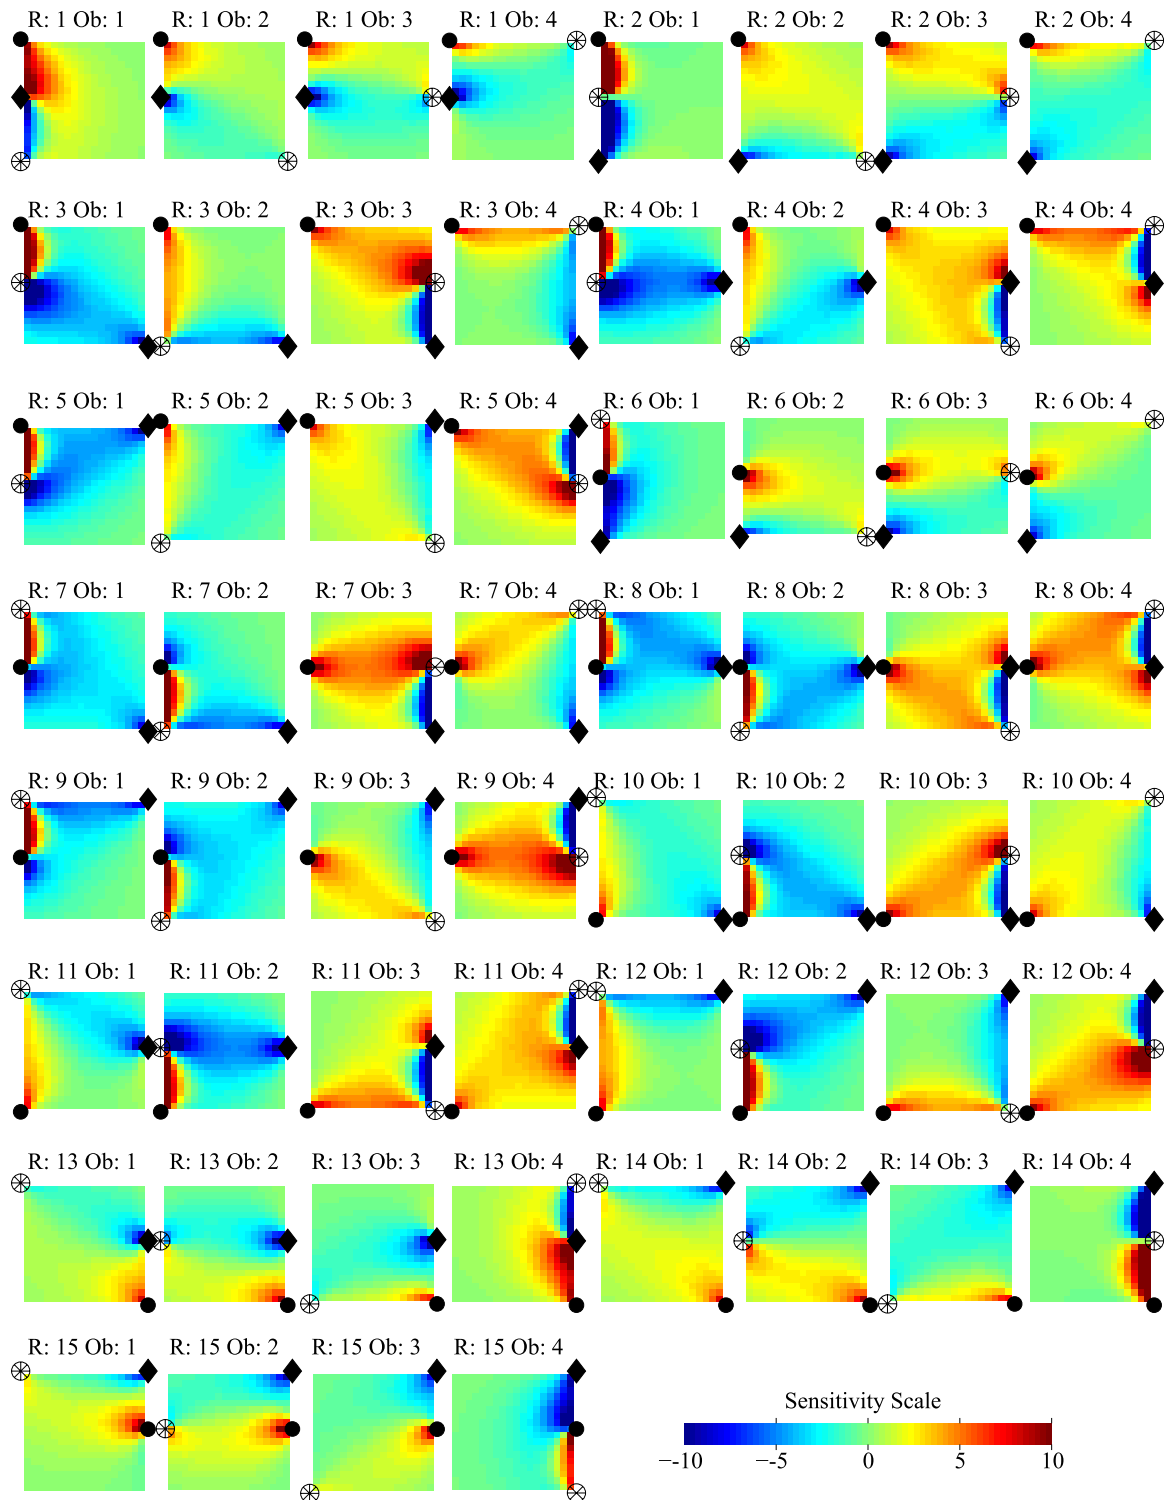 R: 1 Ob: 1 R: 1 Ob: 2 R: 1 Ob: 3 R: 1 Ob: 4 R: 2 Ob: 1 R: 2 Ob: 2 R: 2 Ob: 3 R: 2 Ob: 4
R: 3 Ob: 1 R: 3 Ob: 2 R: 3 Ob: 3 R: 3 Ob: 4 R: 4 Ob: 1 R: 4 Ob: 2 R: 4 Ob: 3 R: 4 Ob: 4
R: 5 Ob: 1 R: 5 Ob: 2 R: 5 Ob: 3 R: 5 Ob: 4 R: 6 Ob: 1 R: 6 Ob: 2 R: 6 Ob: 3 R: 6 Ob: 4
R: 7 Ob: 1 R: 7 Ob: 2 R: 7 Ob: 3 R: 7 Ob: 4 R: 8 Ob: 1 R: 8 Ob: 2 R: 8 Ob: 3 R: 8 Ob: 4
R: 9 Ob: 1 R: 9 Ob: 2 R: 9 Ob: 3 R: 9 Ob: 4 R: 10 Ob: 1 R: 10 Ob: 2 R: 10 Ob: 3 R: 10 Ob: 4
R: 11 Ob: 1 R: 11 Ob: 2 R: 11 Ob: 3 R: 11 Ob: 4 R: 12 Ob: 1 R: 12 Ob: 2 R: 12 Ob: 3 R: 12 Ob: 4
R: 13 Ob: 1 R: 13 Ob: 2 R: 13 Ob: 3 R: 13 Ob: 4 R: 14 Ob: 1 R: 14 Ob: 2 R: 14 Ob: 3 R: 14 Ob: 4
R: 15 Ob: 1 R: 15 Ob: 2 R: 15 Ob: 3 R: 15 Ob: 4
Sensitivity Scale
−-10 −-5 0 5 10